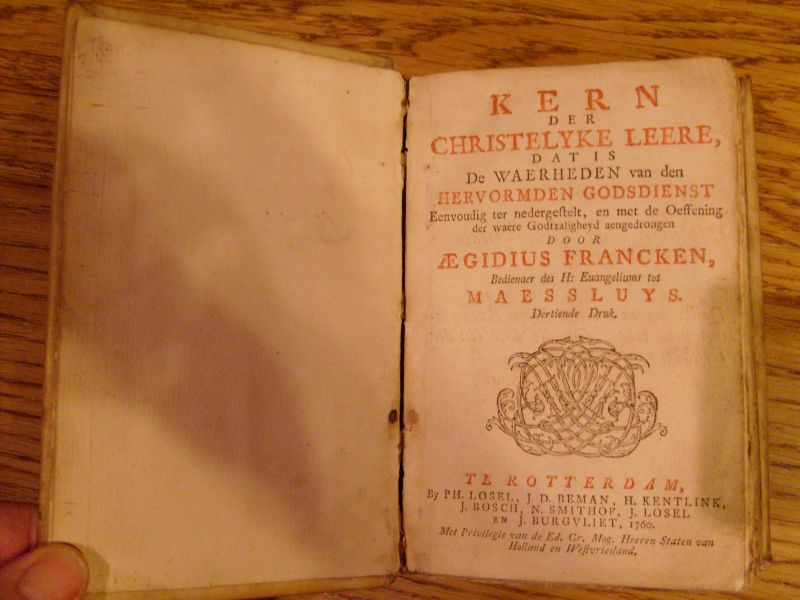 KERN
DER
CHRISTELYKE LEERE,
DAT IS
De WAERHEDEN van den
HERVORMDEN GODSDIENST
Eenvoudig ter nedergeſtelt, en met de Oeffening
der waere Godtzaligheyd aengedrongen
DOOR
ÆGIDIUS FRANCKEN,
Bedienaer des H: Euangeliums tot
MAESSLUYS.
Dertiende Druk.
TE ROTTERDAM,
By PH. LOSEL, J. D. BEMAN, H. KENTLINK,
J. BOSCH, N. SMITHOF, J. LOSEL
EN J. BURGVLIET, 1760.
Met Privilegie van de Ed. Gr. Mog. Heeren Staten van
Holland en Weſtvriesland.